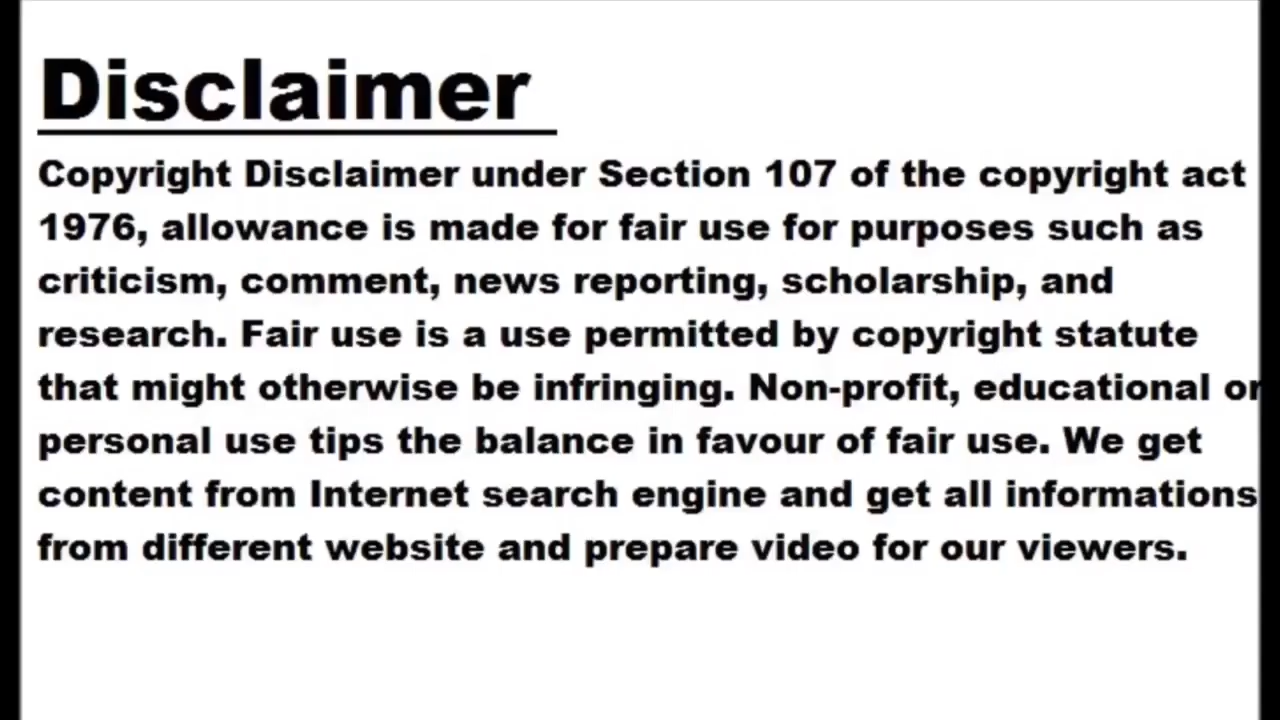 Disclaimer
Copyright Disclaimer under Section 107 of the copyright act
1976, allowance is made for fair use for purposes such as
criticism, comment, news reporting, scholarship, and
research. Fair use is a use permitted by copyright statute
that might otherwise be infringing. Non-profit, educational or
personal use tips the balance in favour of fair use. We get
content from Internet search engine and get all informations
from different website and prepare video for our viewers.